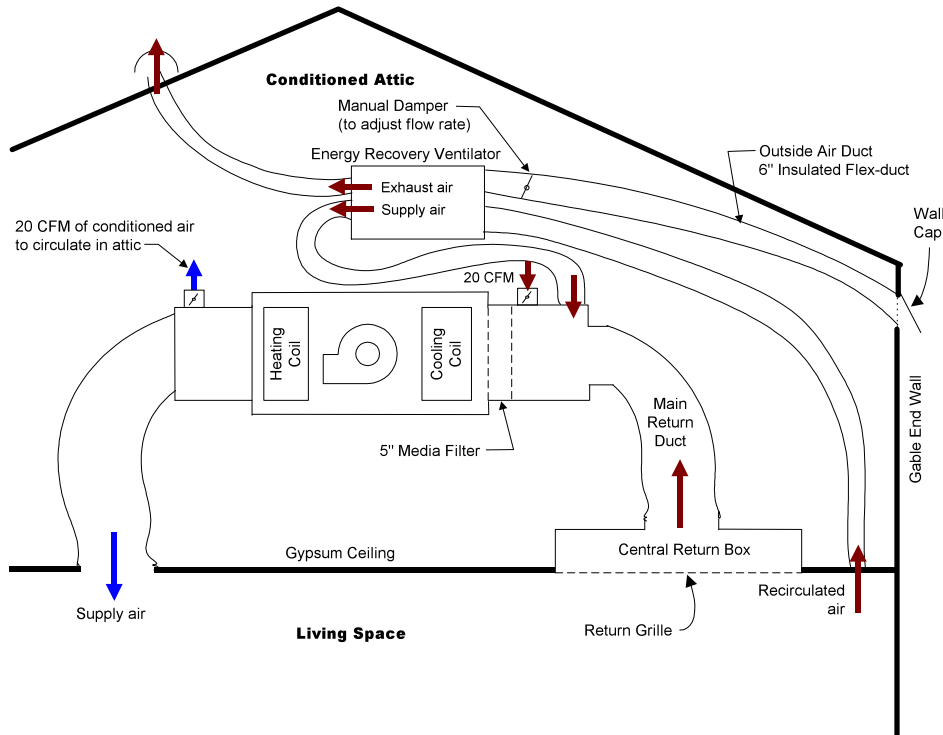 Conditioned Attic
Manual Damper
(to adjust flow rate)
Energy Recovery Ventilator
Outside Air Duct
6" Insulated Flex-duct
Exhaust air
Supply air
Wall
Cap
20 CFM of conditioned air
to circulate in attic
20 CFM
Heating
Coil
Cooling
Coil
Main
Return
Duct
Gable End Wall
5" Media Filter
Gypsum Ceiling
Central Return Box
Recirculated
air
Supply air
Return Grille
Living Space